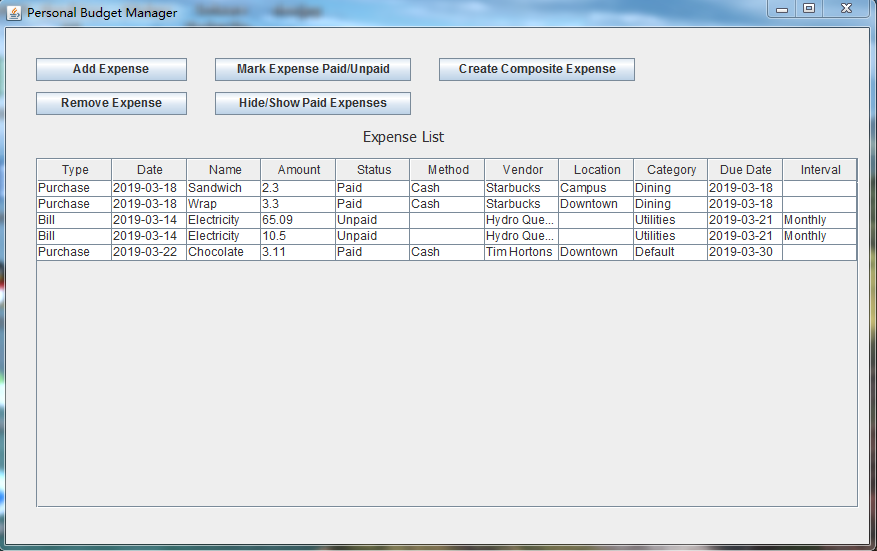 Personal Budget Manager
Add Expense Mark Expense Paid/Unpaid Create Composite Expense
Remove Expense Hide/Show Paid Expenses
Expense List
Type Date Name Amount Status Method Vendor Location Category Due Date Interval
Purchase 2019-03-18 Sandwich 2.3 Paid Cash Starbucks Campus Dining 2019-03-18
Purchase 2019-03-18 Wrap 3.3 Paid Cash Starbucks Downtown Dining 2019-03-18
Bill 2019-03-14 Electricity 65.09 Unpaid Hydro Que... Utilities 2019-03-21 Monthly
Bill 2019-03-14 Electricity 10.5 Unpaid Hydro Que... Utilities 2019-03-21 Monthly
Purchase 2019-03-22 Chocolate 3.11 Paid Cash Tim Hortons Downtown Default 2019-03-30